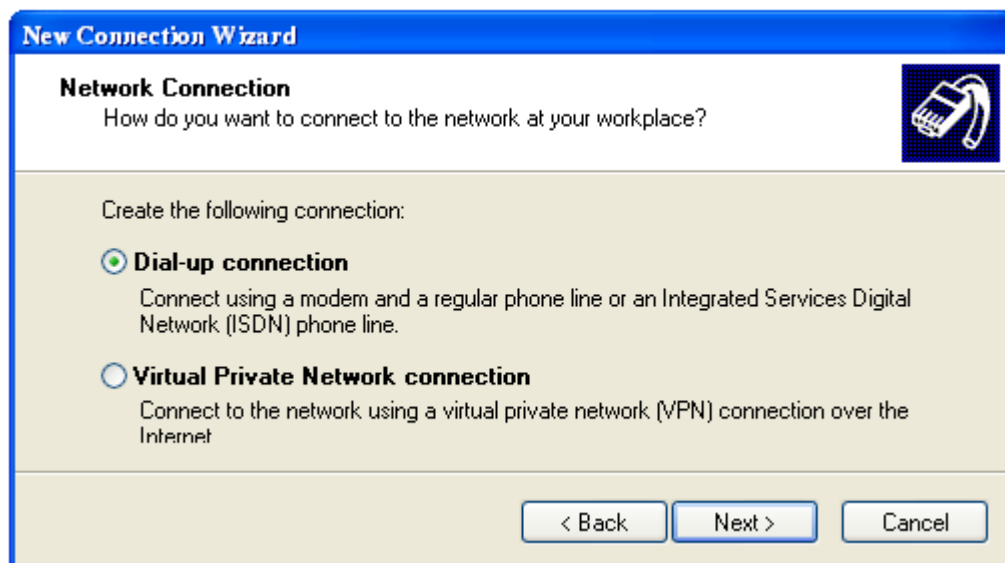 New Connection Wizard
Network Connection
How do you want to connect to the network at your workplace?
Create the following connection:
Dial-up connection
Connect using a modem and a regular phone line or an Integrated Services Digital
Network (ISDN) phone line.
Virtual Private Network connection
Connect to the network using a virtual private network (VPN) connection over the
Internet
< Back
Next >
Cancel